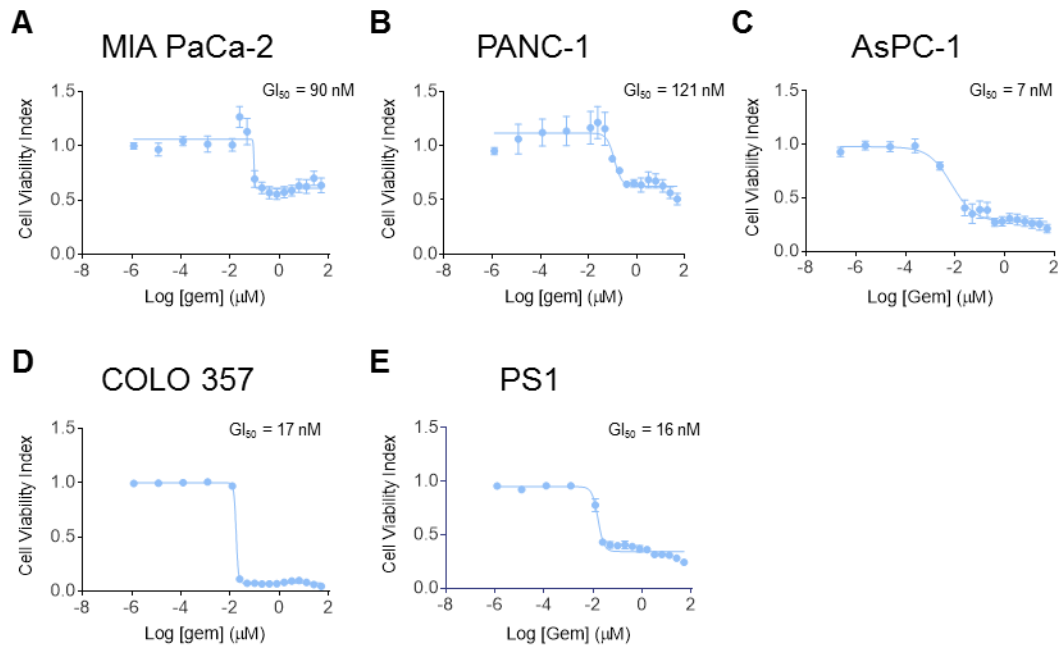 A
MIA PaCa-2
GI50 = 90 nM
Cell Viability Index
1.5
1.0
0.5
0.0
-8 -6 -4 -2 0 2
Log [gem] (μM)
B
PANC-1
GI50 = 121 nM
Cell Viability Index
1.5
1.0
0.5
0.0
-8 -6 -4 -2 0 2
Log [gem] (μM)
C
AsPC-1
GI50 = 7 nM
Cell Viability Index
1.5
1.0
0.5
0.0
-8 -6 -4 -2 0 2
Log [Gem] (μM)
D
COLO 357
GI50 = 17 nM
Cell Viability Index
1.5
1.0
0.5
0.0
-8 -6 -4 -2 0 2
Log [gem] (μM)
E
PS1
GI50 = 16 nM
Cell Viability Index
1.5
1.0
0.5
0.0
-8 -6 -4 -2 0 2
Log [Gem] (μM)